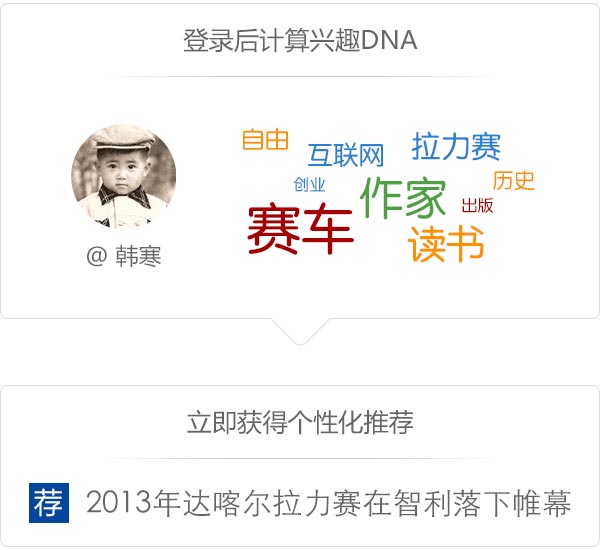 登录后计算兴趣DNA
自由
互联网
拉力赛
创业
作家
历史
出版
赛车
读书
@ 韩寒
立即获得个性化推荐
荐 2013年达喀尔拉力赛在智利落下帷幕